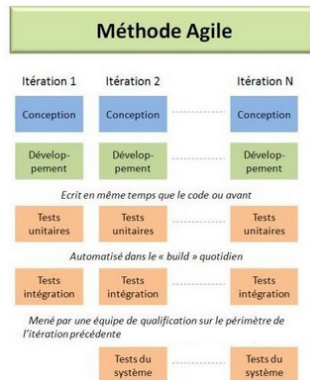 Méthode Agile
Itération 1 Itération 2 Itération N
Conception Conception Conception
Dévelop-
pement
Dévelop-
pement
Dévelop-
pement
Ecrit en même temps que le code ou avant
Tests
unitaires
Tests
unitaires
Tests
unitaires
Automatisé dans le « build » quotidien
Tests
intégration
Tests
intégration
Tests
intégration
Mené par une équipe de qualification sur le périmètre de
l'itération précédente
Tests du
système
Tests du
système